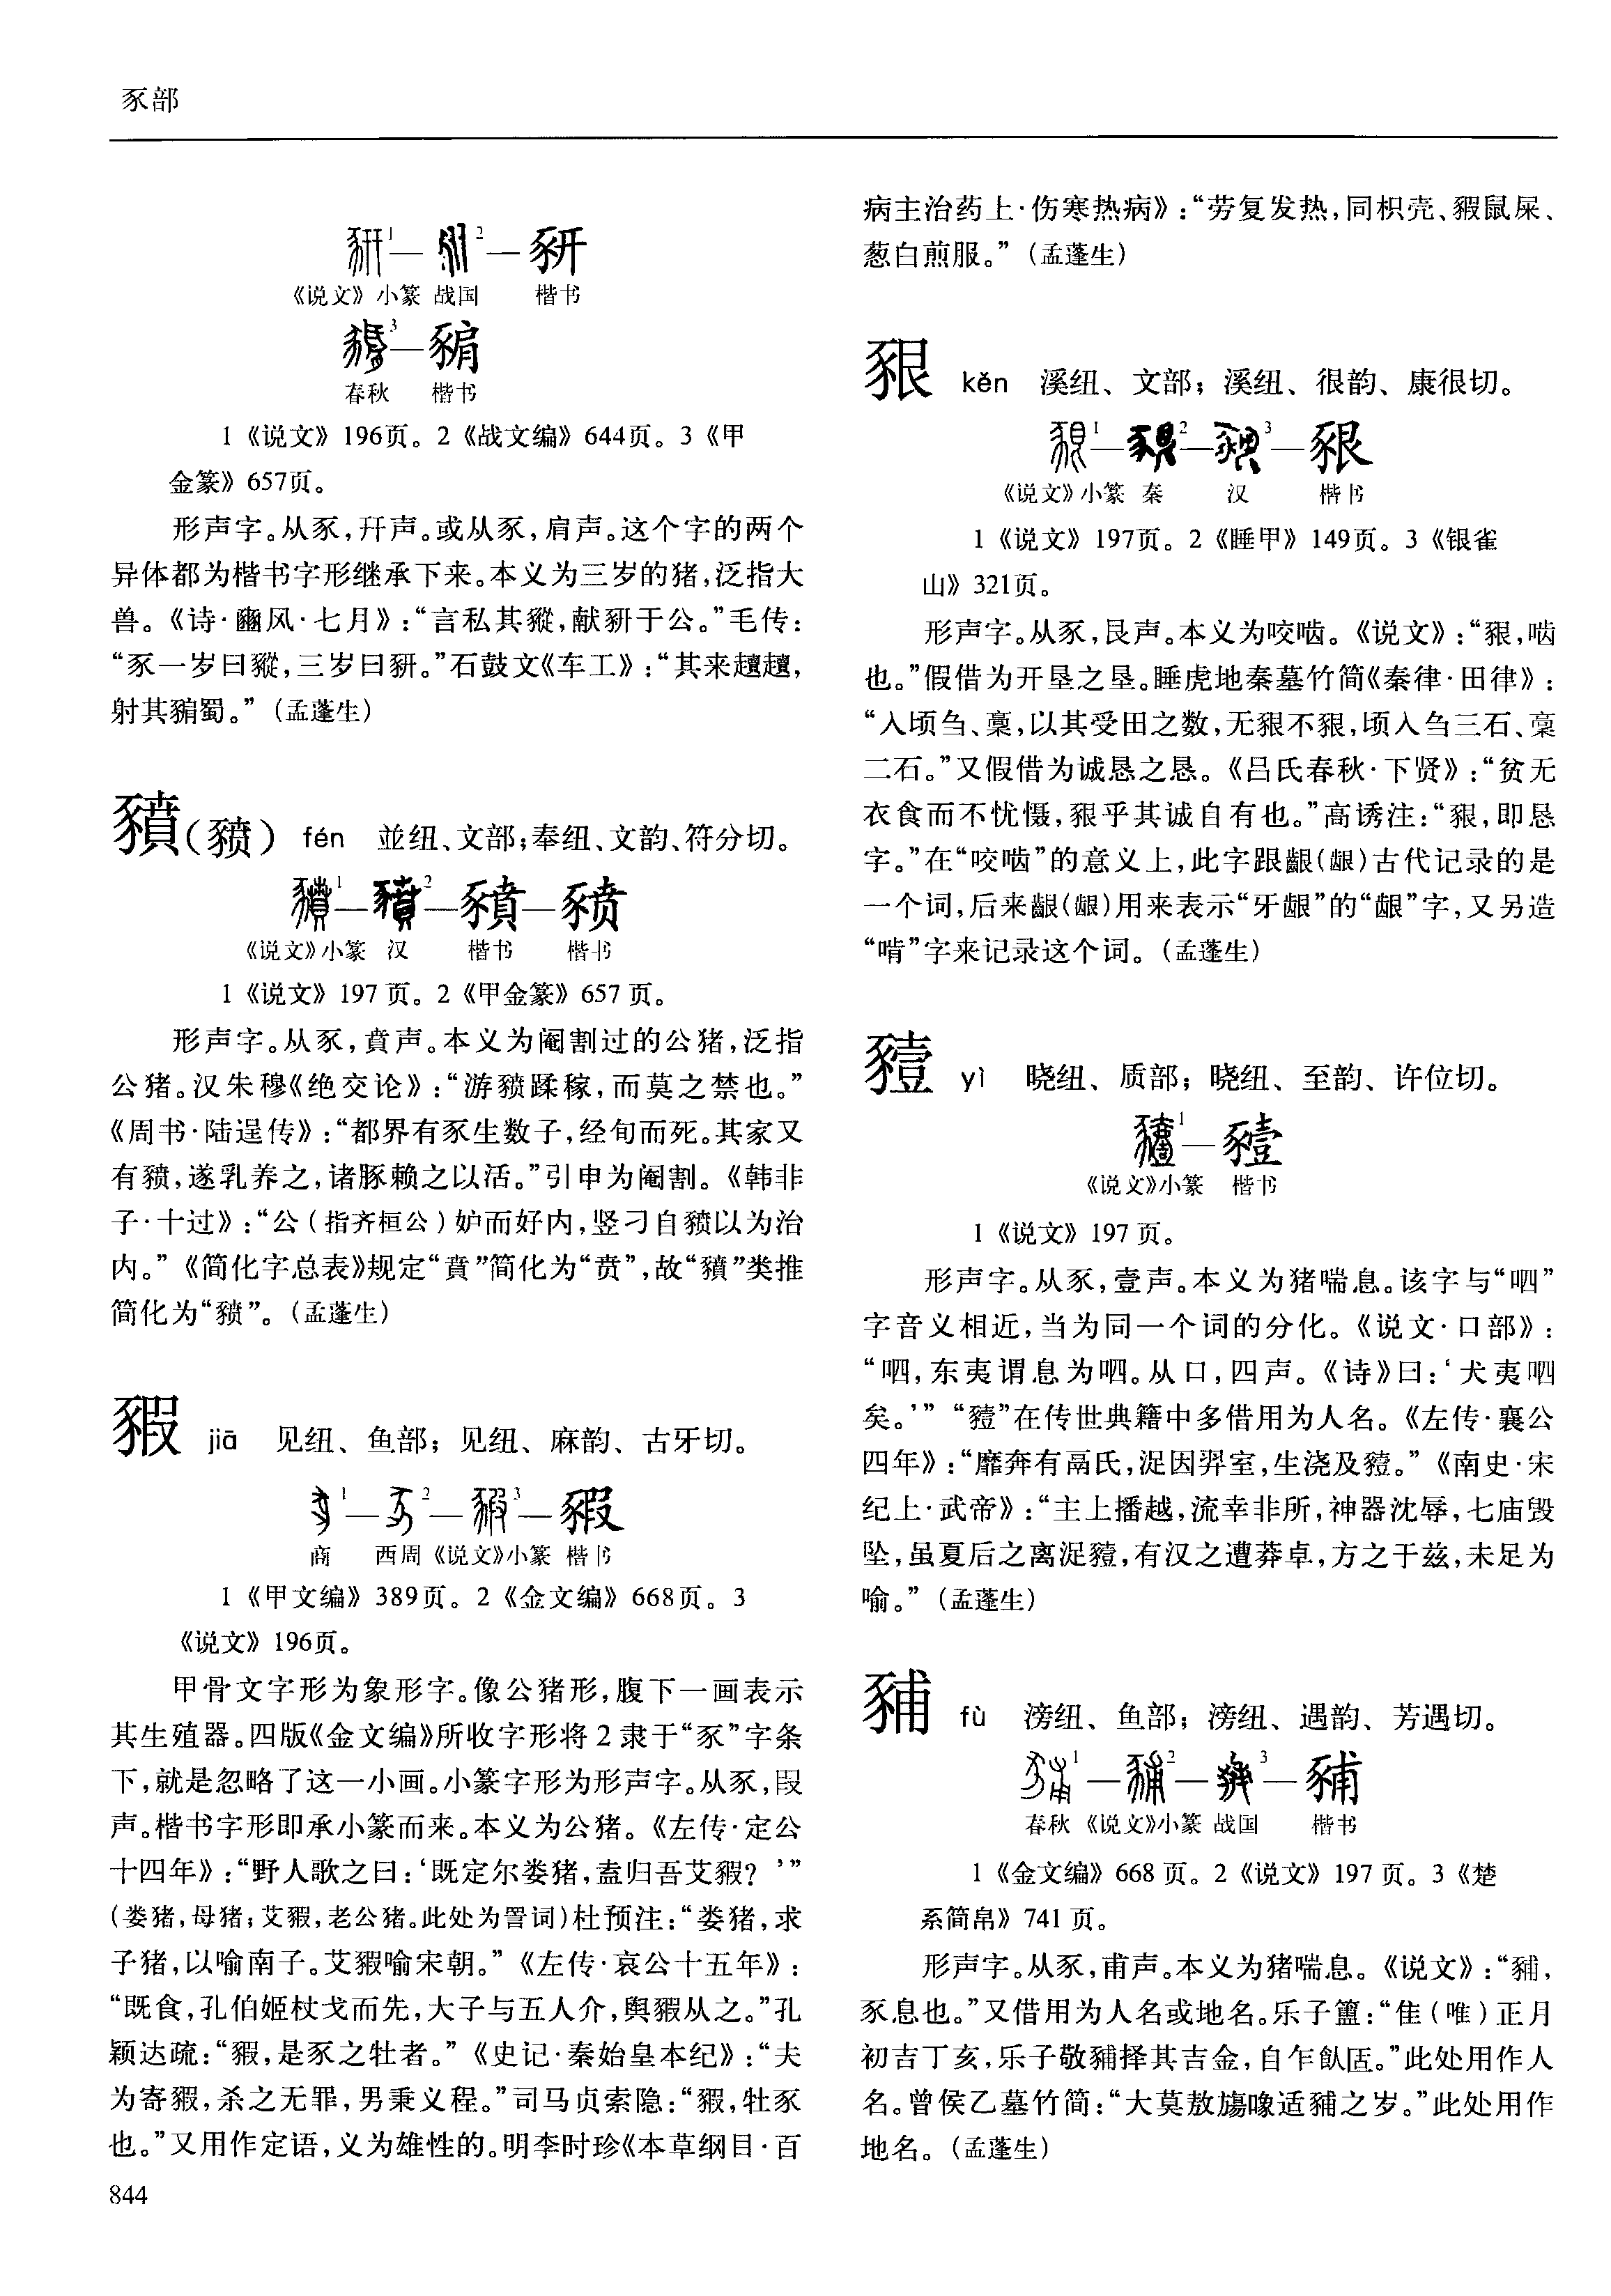 豕部
豣1—2—豣
《说文》小篆 战国 楷书
3—豜
春秋 楷书
1《说文》196页。2《战文编》644页。3《甲
金篆》657页。
形声字。从豕，幵声。或从豕，肩声。这个字的两个
异体都为楷书字形继承下来。本义为三岁的猪，泛指大
兽。《诗·豳风·七月》：“言私其豵，献豣于公。”毛传：
“豕一岁曰豵，三岁曰豣。”石鼓文《车工》：“其来趩趩，
射其蜀。”（孟蓬生）
豶（豮） fén 並纽、文部；奉纽、文韵、符分切。
1—2—豶—豮
《说文》小篆 汉 楷书 楷书
1《说文》197页。2《甲金篆》657页。
形声字。从豕，賁声。本义为阉割过的公猪，泛指
公猪。汉朱穆《绝交论》：“游豮蹂稼，而莫之禁也。”
《周书·陆逞传》：“都界有豕生数子，经旬而死。其家又
有豮，遂乳养之，诸豚赖之以活。”引申为阉割。《韩非
子·十过》：“公（指齐桓公）妒而好内，竖刁自豮以为治
内。”《简化字总表》规定“賁”简化为“贲”，故“豶”类推
简化为“豮”。（孟蓬生）
豭 jiā 见纽、鱼部；见纽、麻韵、古牙切。
1—2—3—豭
商 西周《说文》小篆 楷书
1《甲文编》389页。2《金文编》668页。3
《说文》196页。
甲骨文字形为象形字。像公猪形，腹下一画表示
其生殖器。四版《金文编》所收字形将2隶于“豕”字条
下，就是忽略了这一小画。小篆字形为形声字。从豕，叚
声。楷书字形即承小篆而来。本义为公猪。《左传·定公
十四年》：“野人歌之曰：‘既定尔娄猪，盍归吾艾豭？’”
（娄猪，母猪；艾豭，老公猪。此处为詈词）杜预注：“娄猪，求
子猪，以喻南子。艾豭喻宋朝。”《左传·哀公十五年》：
“既食，孔伯姬杖戈而先，大子与五人介，舆豭从之。”孔
颖达疏：“豭，是豕之牡者。”《史记·秦始皇本纪》：“夫
为寄豭，杀之无罪，男秉义程。”司马贞索隐：“豭，牡豕
也。”又用作定语，义为雄性的。明李时珍《本草纲目·百
844
病主治药上·伤寒热病》：“劳复发热，同枳壳、豭鼠屎、
葱白煎服。”（孟蓬生）
豤 kěn 溪纽、文部；溪纽、很韵、康很切。
1—2—3—豤
《说文》小篆 秦 汉 楷书
1《说文》197页。2《睡甲》149页。3《银雀
山》321页。
形声字。从豕，艮声。本义为咬啮。《说文》：“豤，啮
也。”假借为开垦之垦。睡虎地秦墓竹简《秦律·田律》：
“入顷刍、稾，以其受田之数，无豤不豤，顷入刍三石、稾
二石。”又假借为诚恳之恳。《吕氏春秋·下贤》：“贫无
衣食而不忧慑，豤乎其诚自有也。”高诱注：“豤，即恳
字。”在“咬啮”的意义上，此字跟齦（龈）古代记录的是
一个词，后来齦（龈）用来表示“牙龈”的“龈”字，又另造
“啃”字来记录这个词。（孟蓬生）
豷 yì 晓纽、质部；晓纽、至韵、许位切。
1—豷
《说文》小篆 楷书
1《说文》197页。
形声字。从豕，壹声。本义为猪喘息。该字与“呬”
字音义相近，当为同一个词的分化。《说文·口部》：
“呬，东夷谓息为呬。从口，四声。《诗》曰：‘犬夷呬
矣。’”“豷”在传世典籍中多借用为人名。《左传·襄公
四年》：“靡奔有鬲氏，浞因羿室，生浇及豷。”《南史·宋
纪上·武帝》：“主上播越，流幸非所，神器沈辱，七庙毁
坠，虽夏后之离浞豷，有汉之遭莽卓，方之于兹，未足为
喻。”（孟蓬生）
豧 fù 滂纽、鱼部；滂纽、遇韵、芳遇切。
1—2—3—豧
春秋《说文》小篆 战国 楷书
1《金文编》668页。2《说文》197页。3《楚
系简帛》741页。
形声字。从豕，甫声。本义为猪喘息。《说文》：“豧，
豕息也。”又借用为人名或地名。乐子簠：“隹（唯）正月
初吉丁亥，乐子敬豧择其吉金，自乍飤。”此处用作人
名。曾侯乙墓竹简：“大莫敖喙适豧之岁。”此处用作
地名。（孟蓬生）